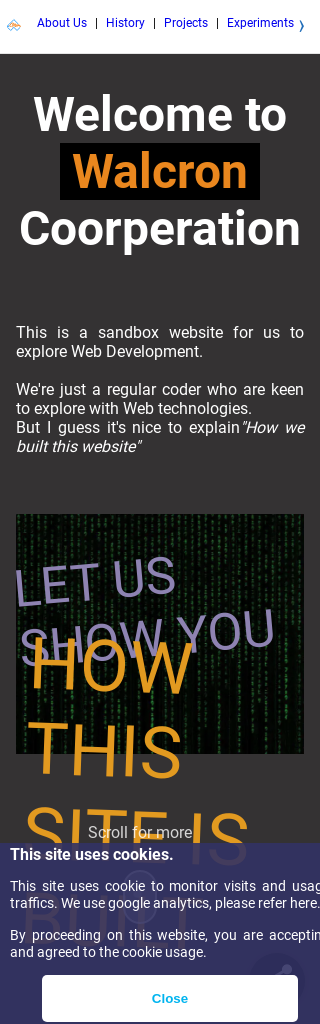 About Us | History | Projects | Experiments ❯
Welcome to
Walcron
Coorperation
This is a sandbox website for us to
explore Web Development.
We're just a regular coder who are keen
to explore with Web technologies.
But I guess it's nice to explain"How we
built this website"
LET US
SHOW YOU
HOW
THIS
SITE IS
BUILT
Scroll for more
This site uses cookies.
This site uses cookie to monitor visits and usag
traffics. We use google analytics, please refer here.
By proceeding on this website, you are acceptin
and agreed to the cookie usage.
Close